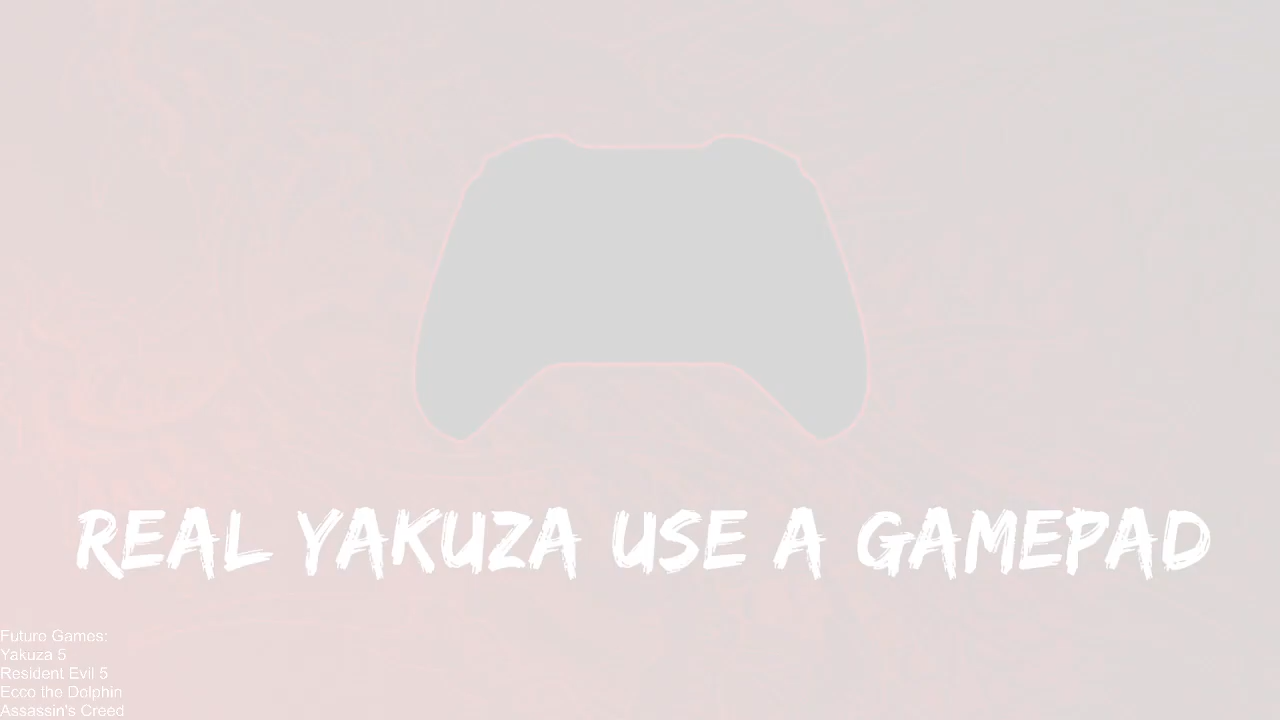 REAL YAKUZA USE A GAMEPAD
Future Games:
Yakuza 5
Resident Evil 5
Ecco the Dolphin
Assassin's Creed